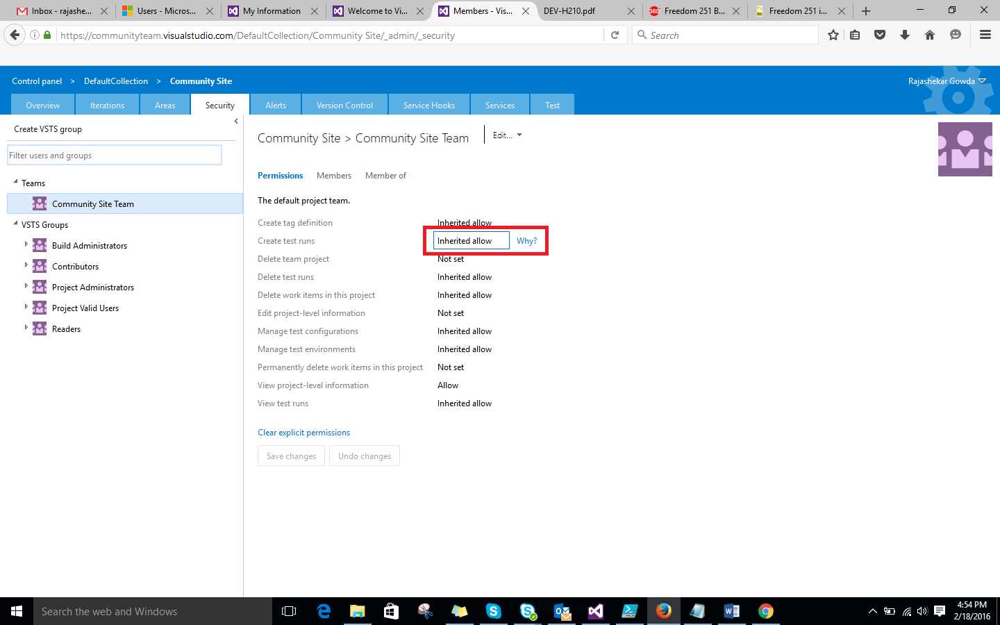 Inbox - rajashe... Users - Micros... My Information Welcome to Vi... Members - Vis... DEV-H210.pdf 360 Freedom 251 B... Freedom 251 i...
https://communityteam.visualstudio.com/DefaultCollection/Community Site/_admin/_security Search
Control panel > DefaultCollection > Community Site Rajashekar Gowda
Overview Iterations Areas Security Alerts Version Control Service Hooks Services Test
Create VSTS group
Filter users and groups
Teams
Community Site Team
VSTS Groups
Build Administrators
Contributors
Project Administrators
Project Valid Users
Readers
Community Site > Community Site Team Edit...
Permissions Members Member of
The default project team.
Create tag definition Inherited allow
Create test runs Inherited allow Why?
Delete team project Not set
Delete test runs Inherited allow
Delete work items in this project Inherited allow
Edit project-level information Not set
Manage test configurations Inherited allow
Manage test environments Inherited allow
Permanently delete work items in this project Not set
View project-level information Allow
View test runs Inherited allow
Clear explicit permissions
Save changes Undo changes
Search the web and Windows
4:54 PM
2/18/2016